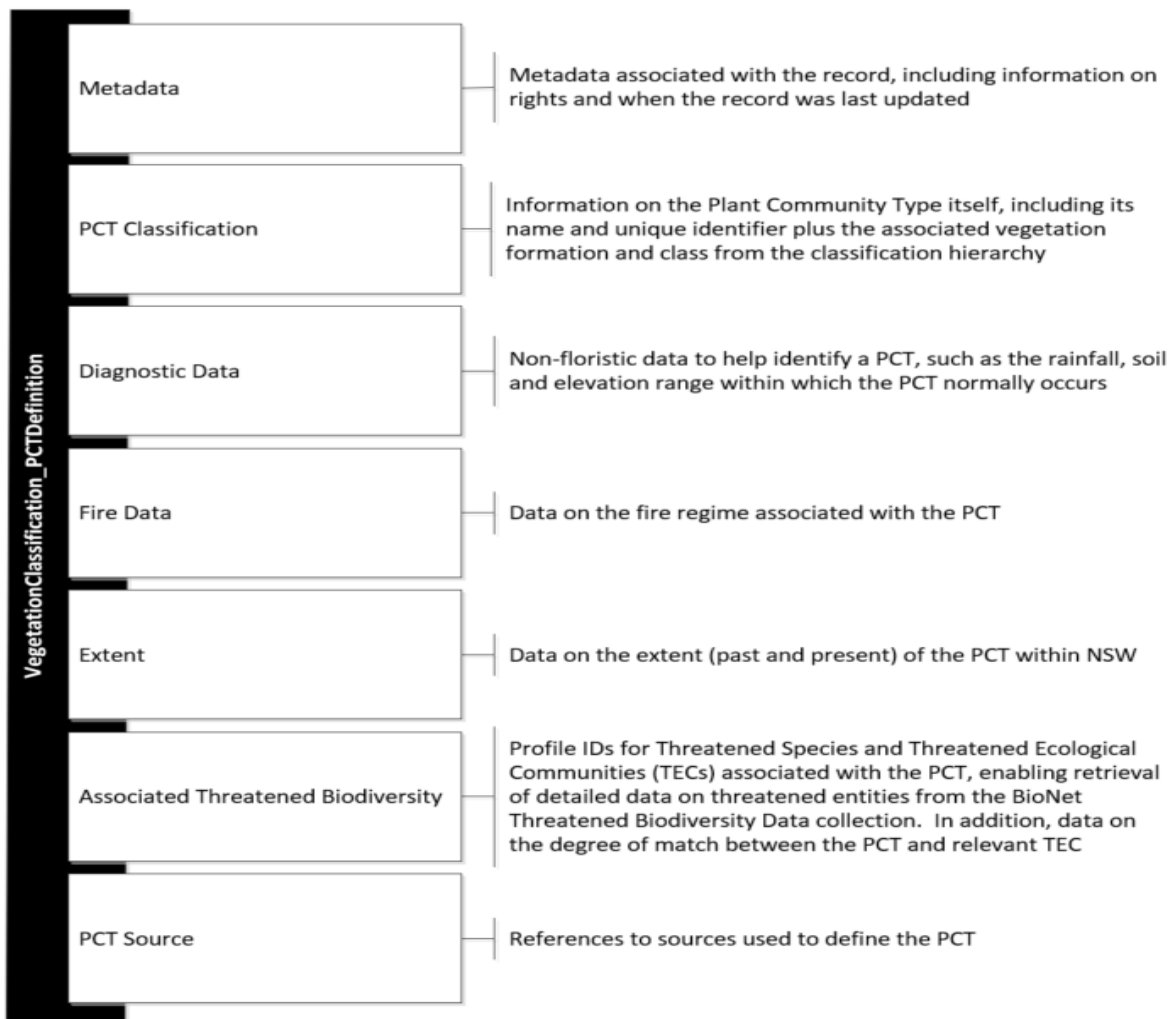 VegetationClassification_PCTDefinition
Metadata
Metadata associated with the record, including information on
rights and when the record was last updated
PCT Classification
Information on the Plant Community Type itself, including its
name and unique identifier plus the associated vegetation
formation and class from the classification hierarchy
Diagnostic Data
Non-floristic data to help identify a PCT, such as the rainfall, soil
and elevation range within which the PCT normally occurs
Fire Data
Data on the fire regime associated with the PCT
Extent
Data on the extent (past and present) of the PCT within NSW
Associated Threatened Biodiversity
Profile IDs for Threatened Species and Threatened Ecological
Communities (TECs) associated with the PCT, enabling retrieval
of detailed data on threatened entities from the BioNet
Threatened Biodiversity Data collection.  In addition, data on
the degree of match between the PCT and relevant TEC
PCT Source
References to sources used to define the PCT